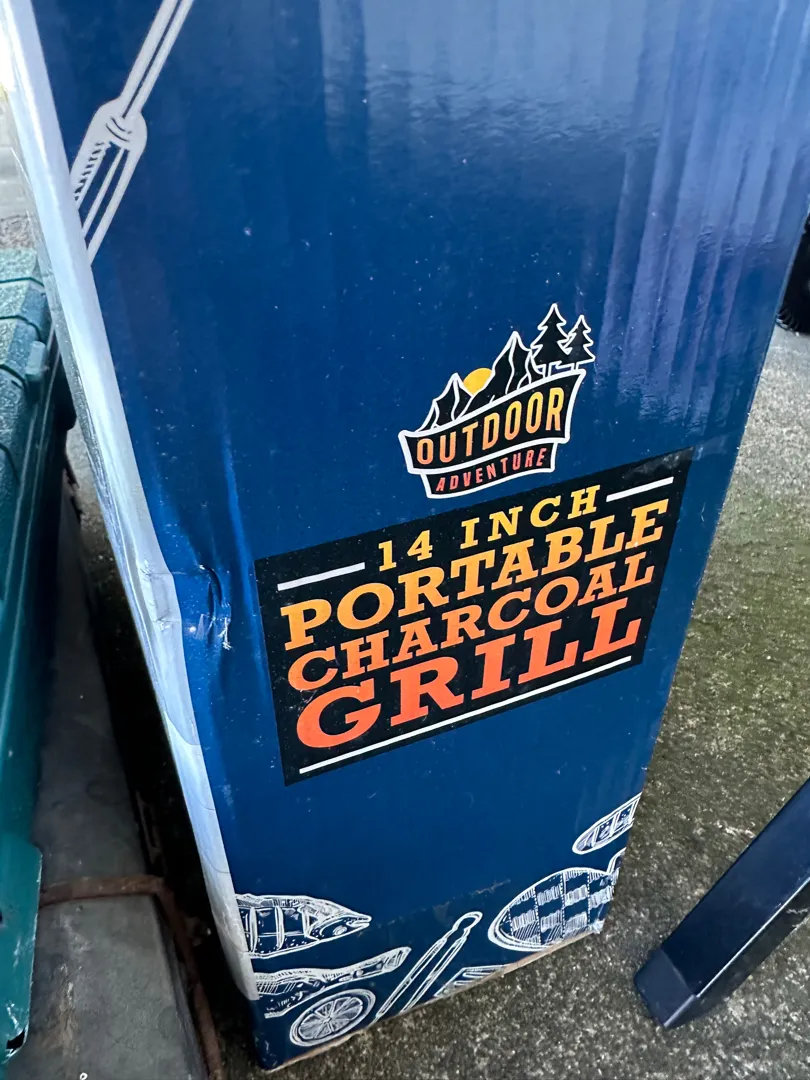 OUTDOOR
ADVENTURE
14 INCH
PORTABLE
CHARCOAL
GRILL